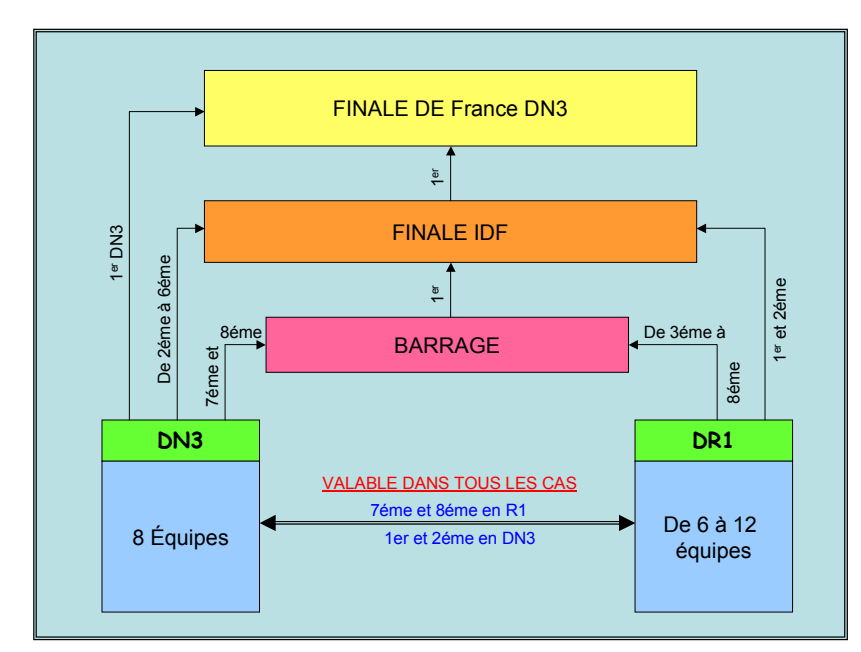 FINALE DE France DN3
1er
1er DN3
FINALE IDF
De 2éme à 6éme
1er
1er et 2éme
7éme et
8éme
BARRAGE
De 3éme à
8éme
DN3
DR1
VALABLE DANS TOUS LES CAS
7éme et 8éme en R1
1er et 2éme en DN3
8 Équipes
De 6 à 12
équipes